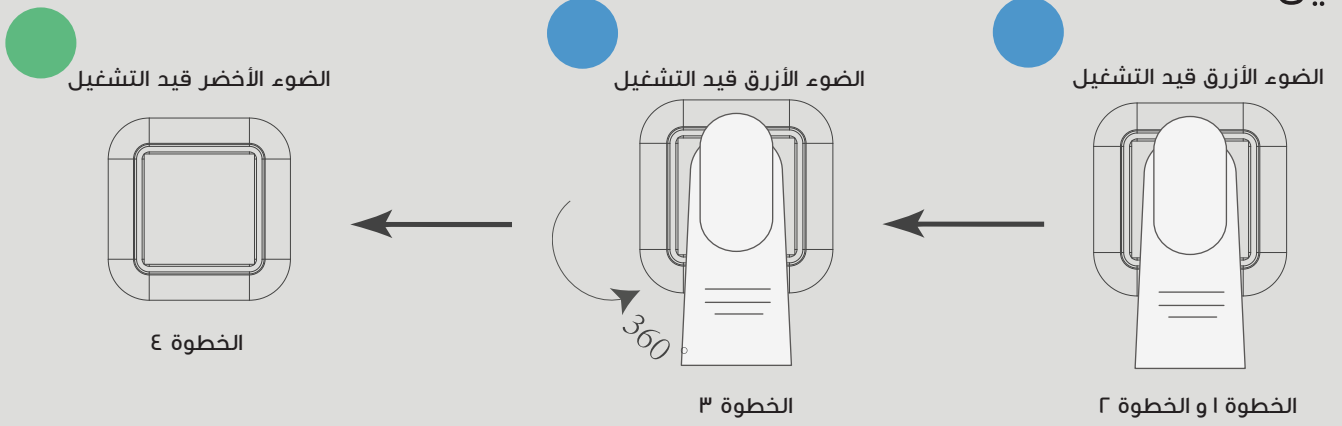 الضوء الأزرق قيد التشغيل
الخطوة ١ و الخطوة ٢
الضوء الأزرق قيد التشغيل
360°
الخطوة ٣
الضوء الأخضر قيد التشغيل
الخطوة ٤